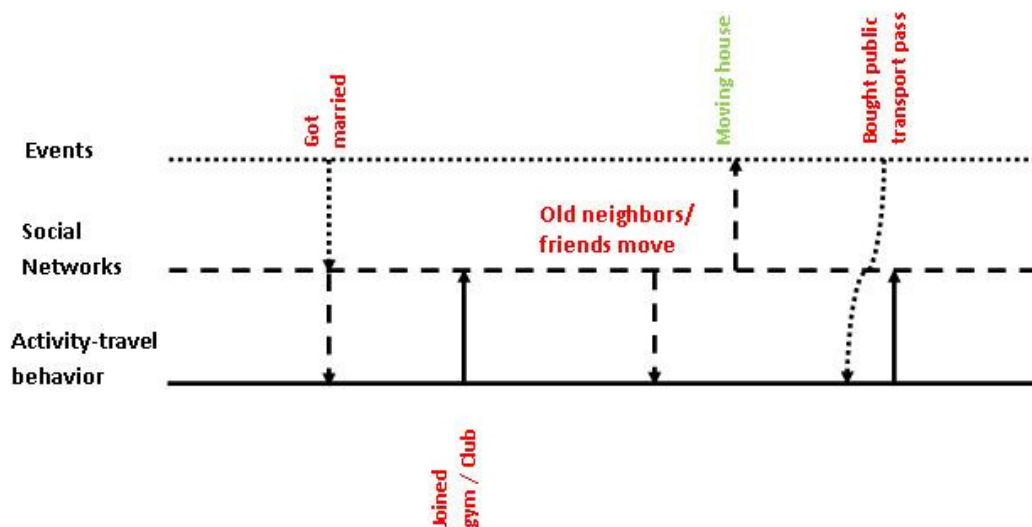 Got
married
Moving house
Bought public
transport pass
Events
Old neighbors/
friends move
Social
Networks
Activity-travel
behavior
Joined
gym / Club